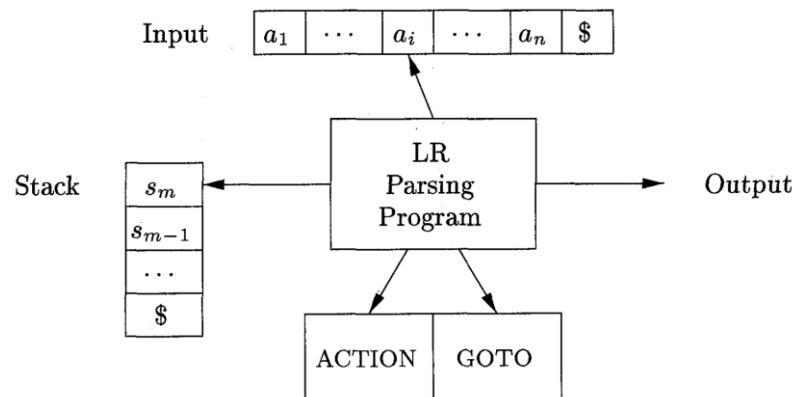 Input a₁ ... aᵢ ... aₙ $
LR
Parsing
Program
Stack
sₘ
sₘ₋₁
...
$
Output
ACTION GOTO